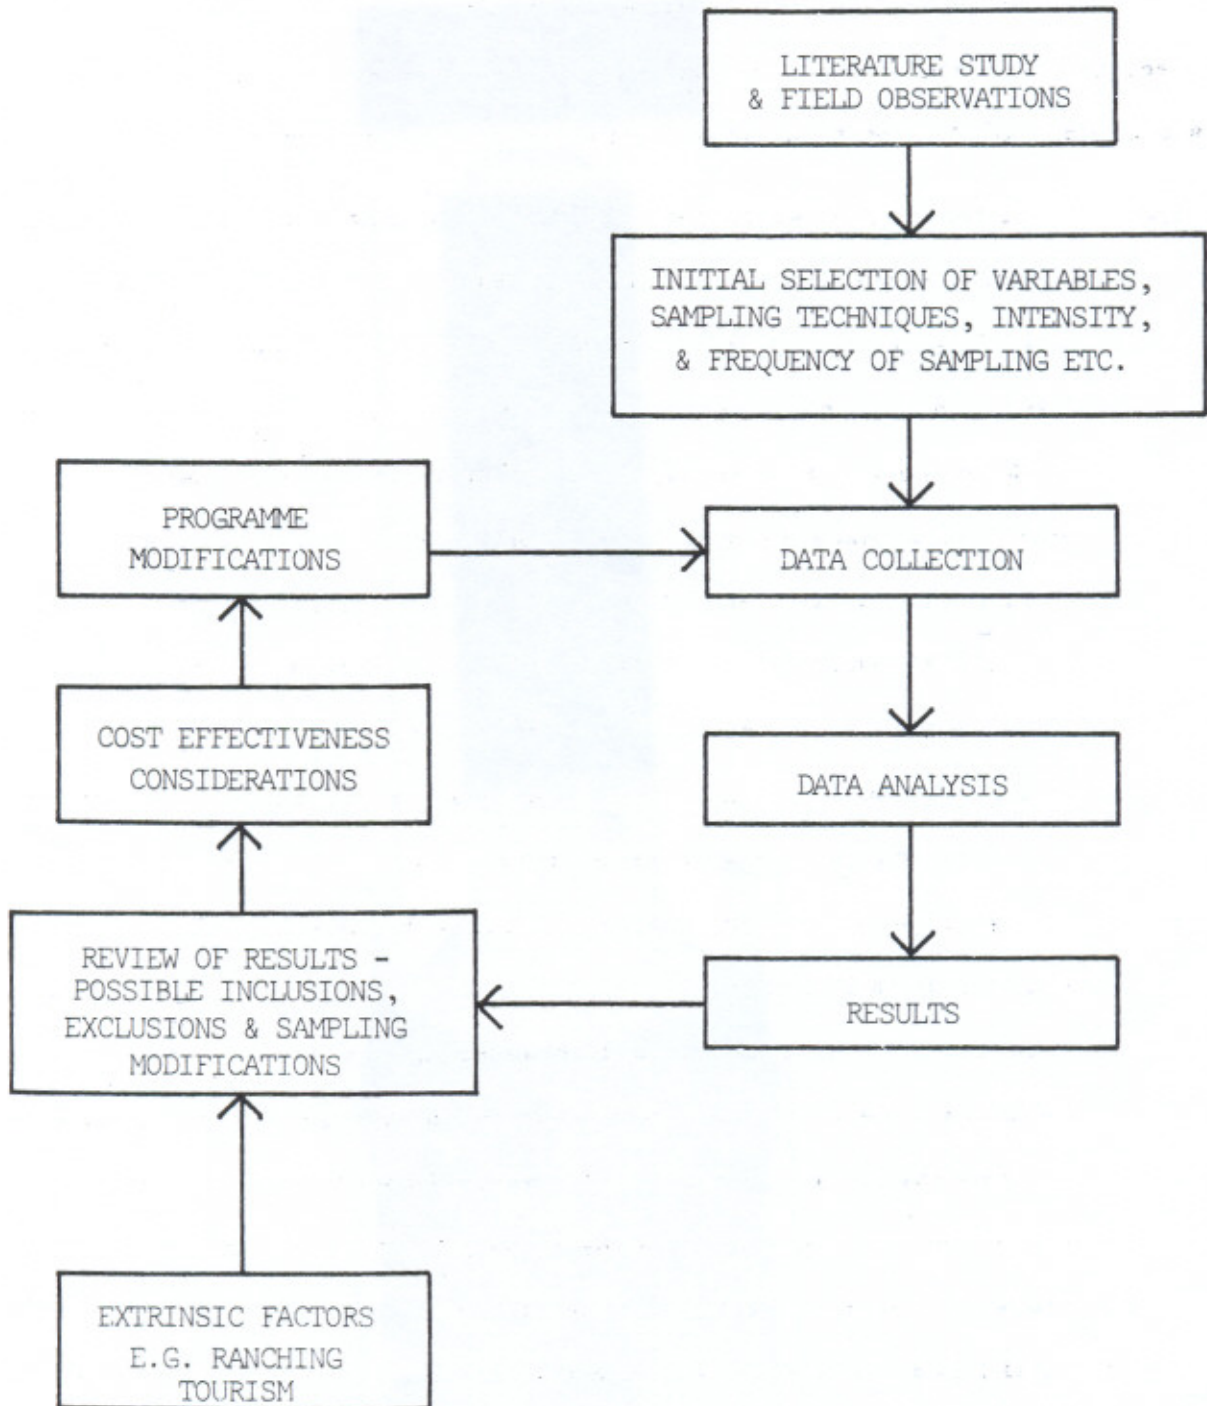 LITERATURE STUDY
& FIELD OBSERVATIONS
INITIAL SELECTION OF VARIABLES,
SAMPLING TECHNIQUES, INTENSITY,
& FREQUENCY OF SAMPLING ETC.
PROGRAMME
MODIFICATIONS
DATA COLLECTION
COST EFFECTIVENESS
CONSIDERATIONS
DATA ANALYSIS
REVIEW OF RESULTS -
POSSIBLE INCLUSIONS,
EXCLUSIONS & SAMPLING
MODIFICATIONS
RESULTS
EXTRINSIC FACTORS
E.G. RANCHING
TOURISM